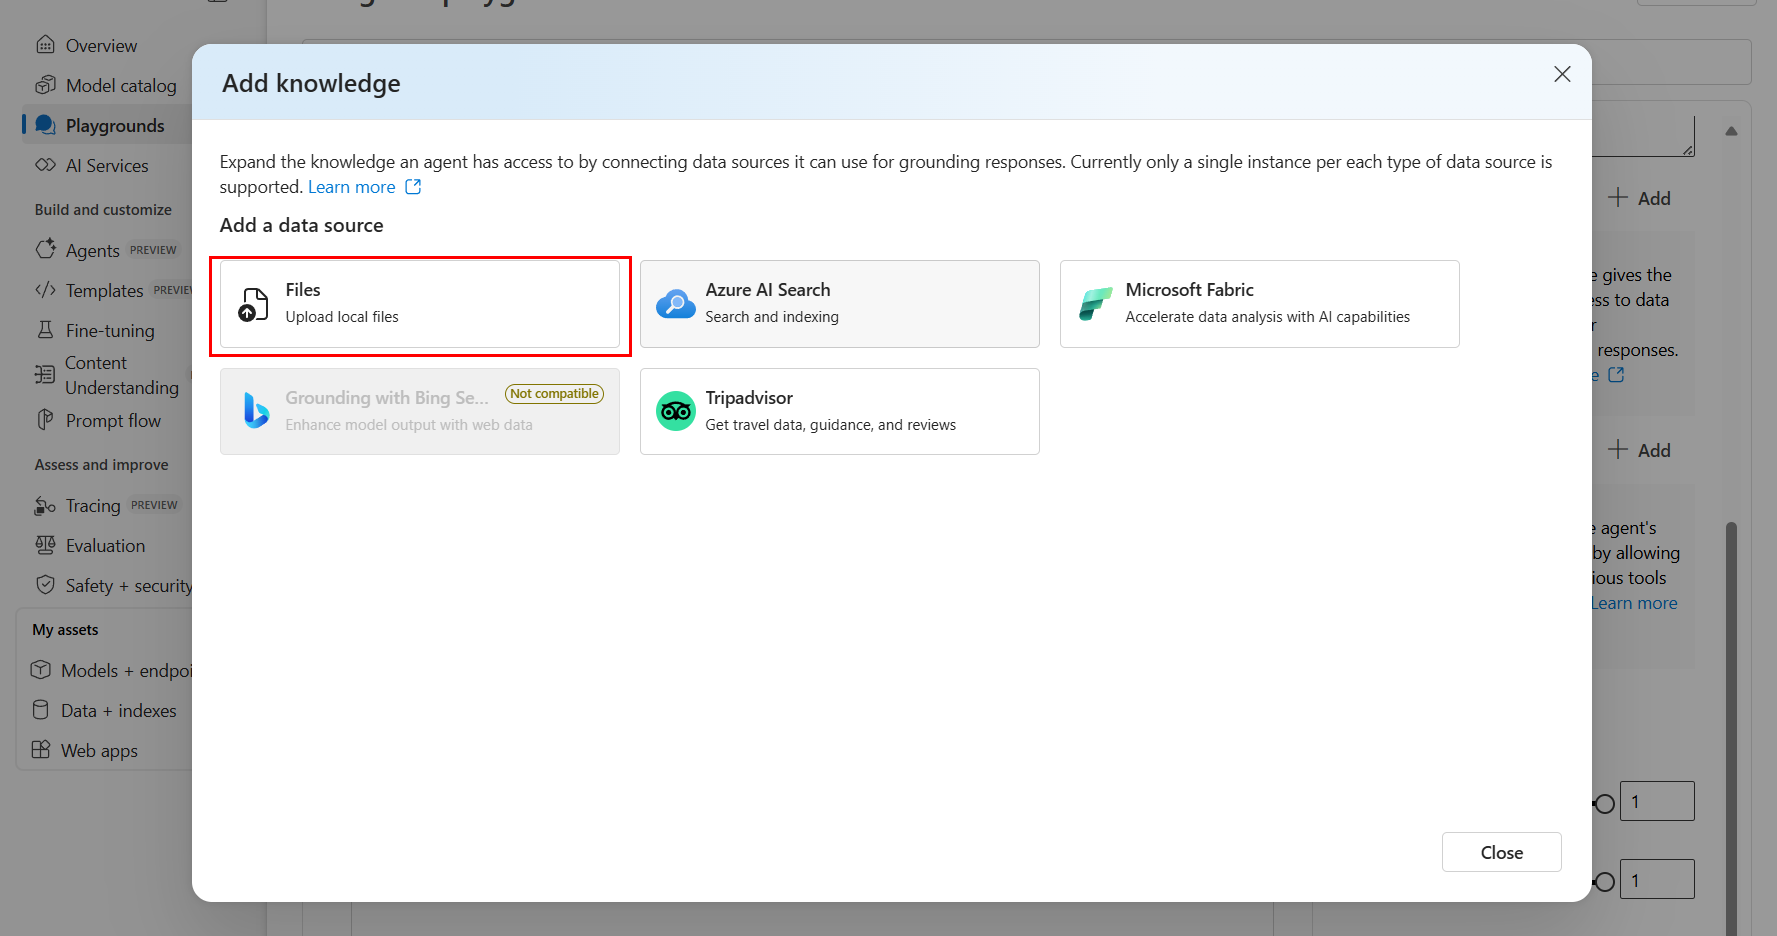 Overview
Model catalog
Playgrounds
AI Services
Build and customize
Agents PREVIEW
Templates
Fine-tuning
Content
Understanding
Prompt flow
Assess and improve
Tracing PREVIEW
Evaluation
Safety + security
My assets
Models +
Data + indexes
Web apps
Add knowledge
Expand the knowledge an agent has access to by connecting data sources it can use for grounding responses. Currently only a single instance per each type of data source is
supported. Learn more
Add a data source
Files
Upload local files
Azure AI Search
Search and indexing
Microsoft Fabric
Accelerate data analysis with AI capabilities
Grounding with Bing Se... Not compatible
Enhance model output with web data
Tripadvisor
Get travel data, guidance, and reviews
Close
Add
gives the
to data
responses.
Add
agent's
by allowing
tools
Learn more
1
1